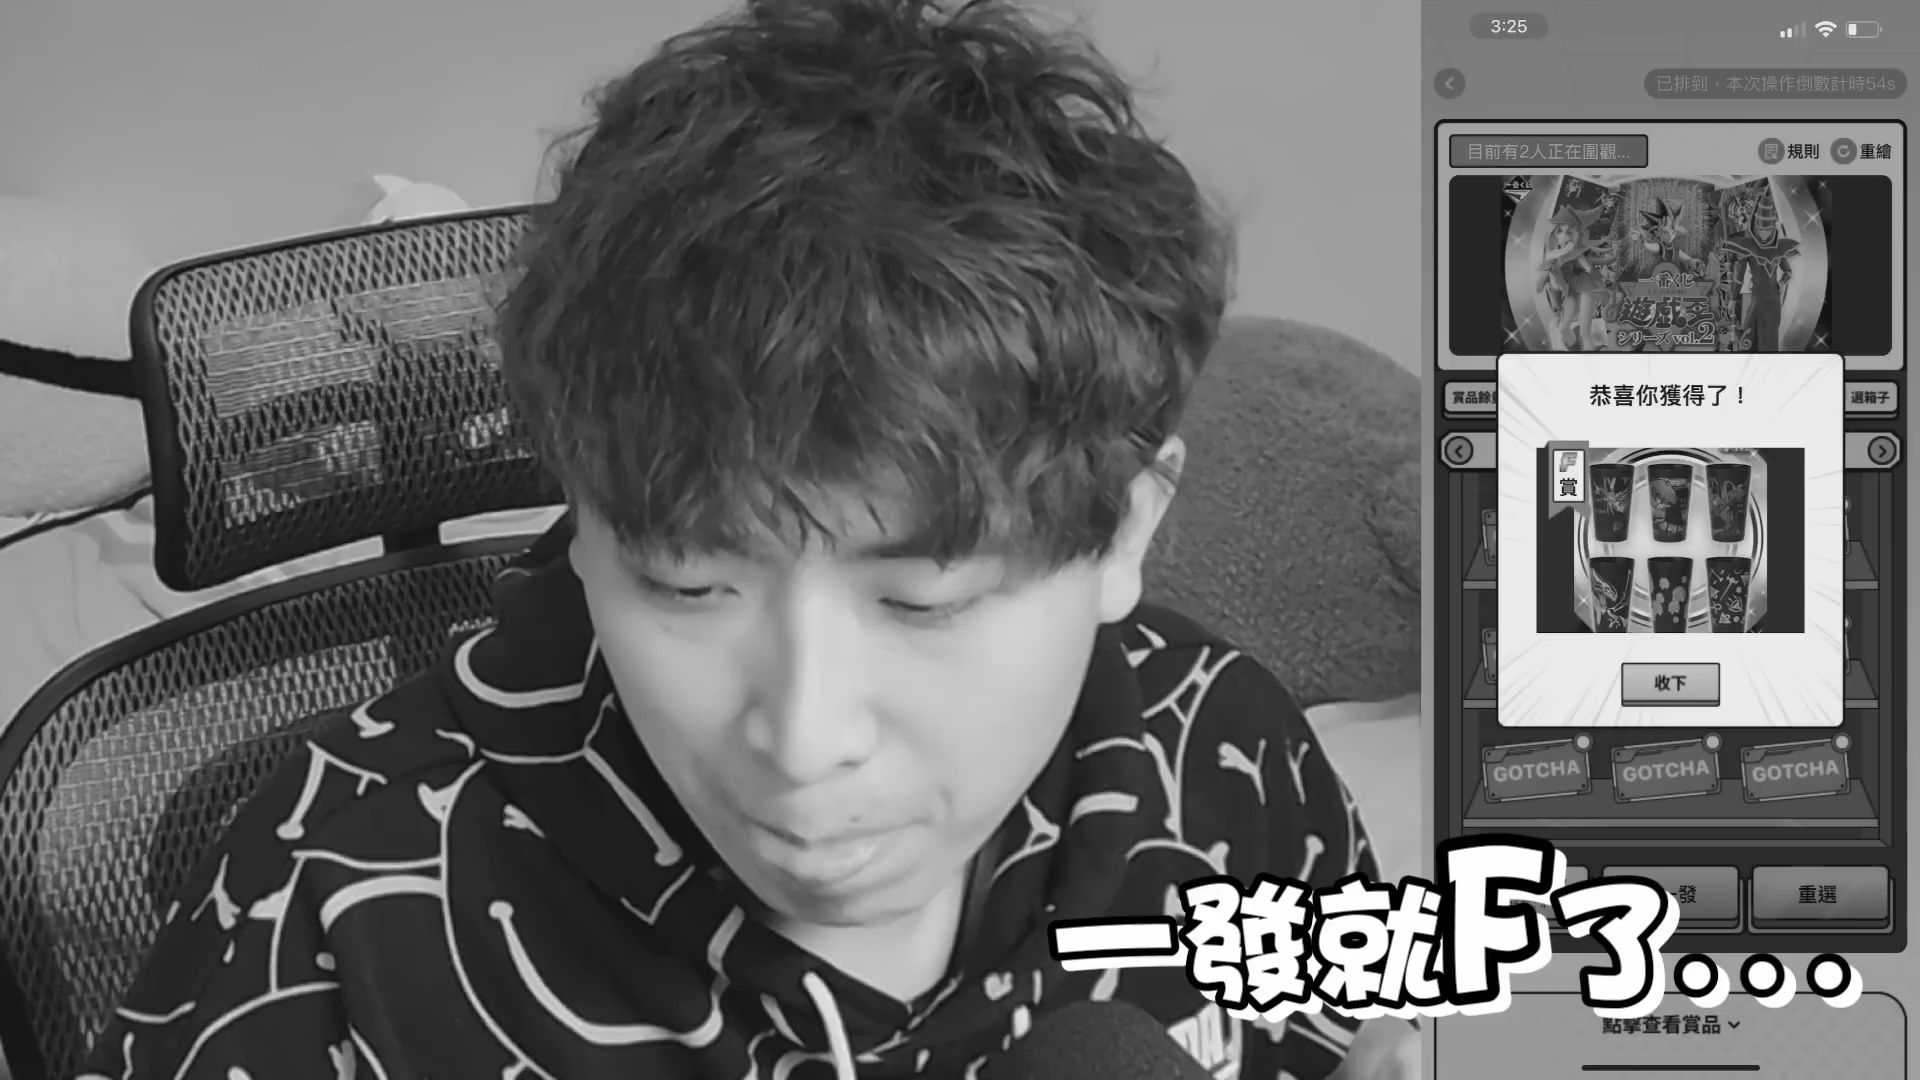 3:25
已排到，本次操作倒數計時54s
目前有2人正在圍觀...
規則
重繪
一番くじ
遊戯王
シリーズ vol.2
賞品餘
選箱子
恭喜你獲得了！
F
賞
收下
GOTCHA GOTCHA GOTCHA
發
重選
一發就F了...
點擊查看賞品